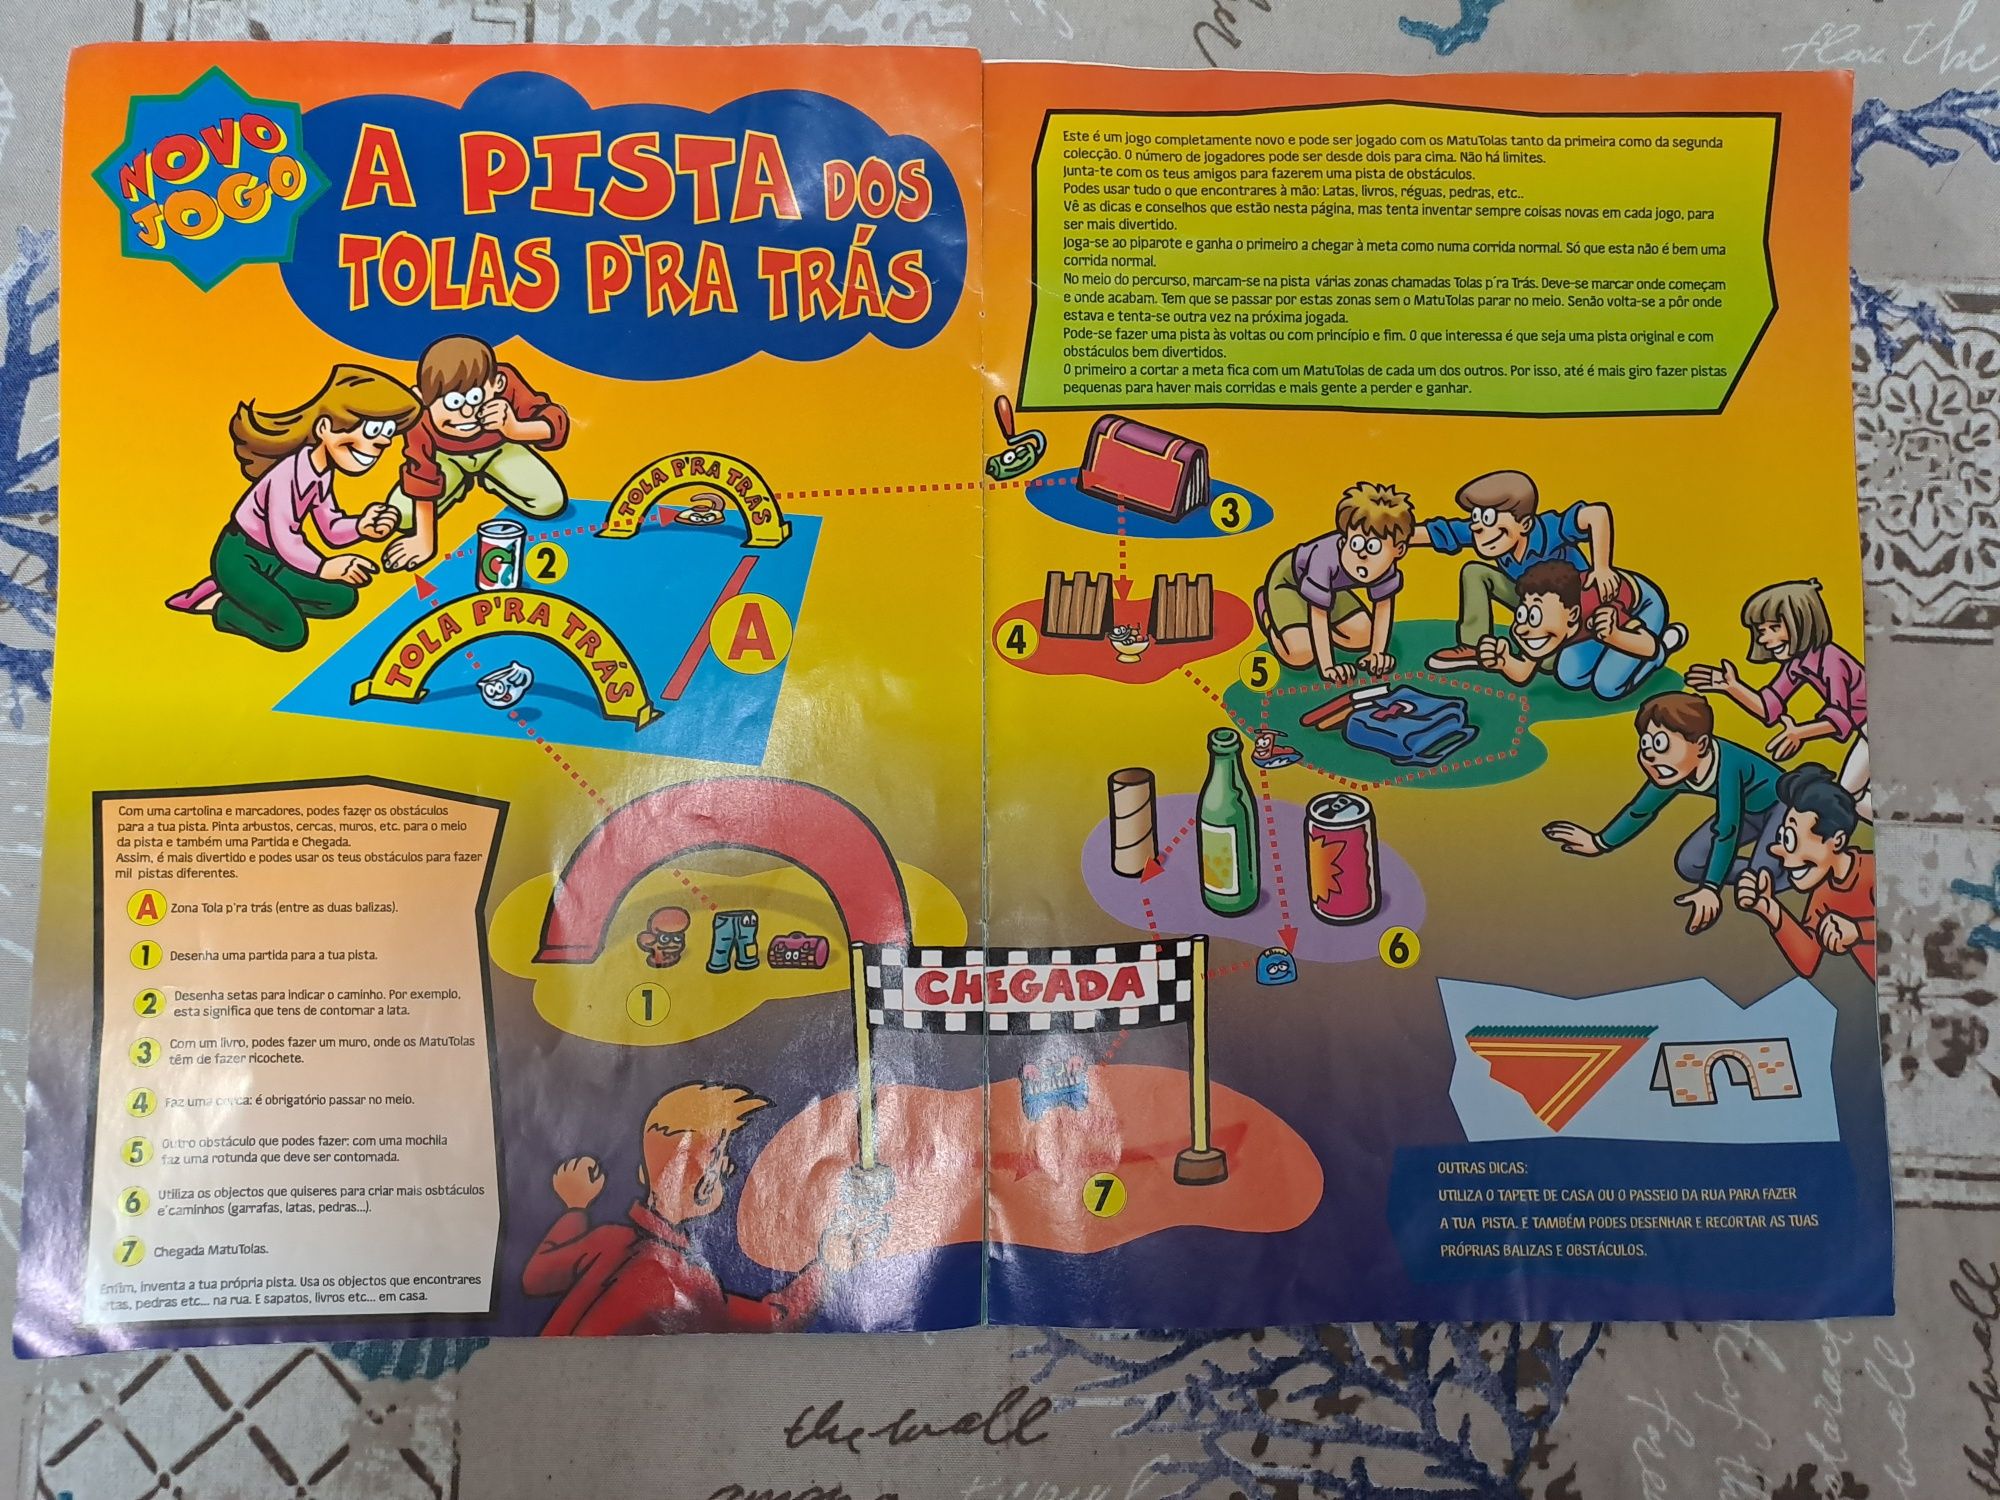 NOVO
JOGO
A PISTA DOS
TOLAS P'RA TRÁS
Este é um jogo completamente novo e pode ser jogado com os MatuTolas tanto da primeira como da segunda
colecção. O número de jogadores pode ser desde dois para cima. Não há limites.
Junta-te com os teus amigos para fazerem uma pista de obstáculos.
Podes usar tudo o que encontrares à mão: Latas, livros, réguas, pedras, etc..
Vê as dicas e conselhos que estão nesta página, mas tenta inventar sempre coisas novas em cada jogo, para
ser mais divertido.
Joga-se ao piparote e ganha o primeiro a chegar à meta como numa corrida normal. Só que esta não é bem uma
corrida normal.
No meio do percurso, marcam-se na pista várias zonas chamadas Tolas p´ra Trás. Deve-se marcar onde começam
e onde acabam. Tem que se passar por estas zonas sem o MatuTolas parar no meio. Senão volta-se a pôr onde
estava e tenta-se outra vez na próxima jogada.
Pode-se fazer uma pista às voltas ou com princípio e fim. O que interessa é que seja uma pista original e com
obstáculos bem divertidos.
O primeiro a cortar a meta fica com um MatuTolas de cada um dos outros. Por isso, até é mais giro fazer pistas
pequenas para haver mais corridas e mais gente a perder e ganhar.
TOLA P'RA TRÁS
2
A
TOLA P'RA TRÁS
3
4
5
6
1
CHEGADA
7
Com uma cartolina e marcadores, podes fazer os obstáculos
para a tua pista. Pinta arbustos, cercas, muros, etc. para o meio
da pista e também uma Partida e Chegada.
Assim, é mais divertido e podes usar os teus obstáculos para fazer
mil pistas diferentes.
A Zona Tola p'ra trás (entre as duas balizas).
1 Desenha uma partida para a tua pista.
2 Desenha setas para indicar o caminho. Por exemplo,
esta significa que tens de contornar a lata.
3 Com um livro, podes fazer um muro, onde os MatuTolas
têm de fazer ricochete.
4 Faz uma cerca: é obrigatório passar no meio.
5 Outro obstáculo que podes fazer: com uma mochila
faz uma rotunda que deve ser contornada.
6 Utiliza os objectos que quiseres para criar mais osbtáculos
e caminhos (garrafas, latas, pedras...).
7 Chegada MatuTolas.
Enfim, inventa a tua própria pista. Usa os objectos que encontrares
latas, pedras etc... na rua. E sapatos, livros etc... em casa.
OUTRAS DICAS:
UTILIZA O TAPETE DE CASA OU O PASSEIO DA RUA PARA FAZER
A TUA PISTA. E TAMBÉM PODES DESENHAR E RECORTAR AS TUAS
PRÓPRIAS BALIZAS E OBSTÁCULOS.
the wall